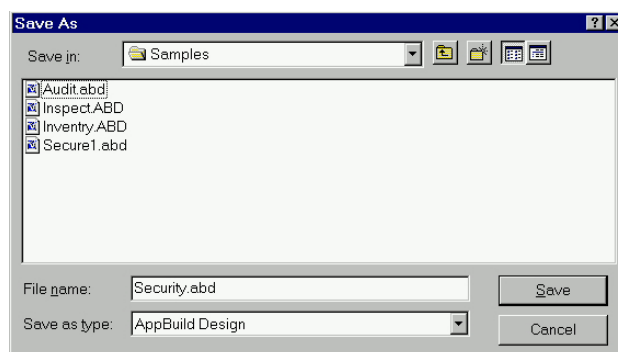 Save As
Save in: Samples
Audit.abd
Inspect.ABD
Inventry.ABD
Secure1.abd
File name: Security.abd Save
Save as type: AppBuild Design Cancel